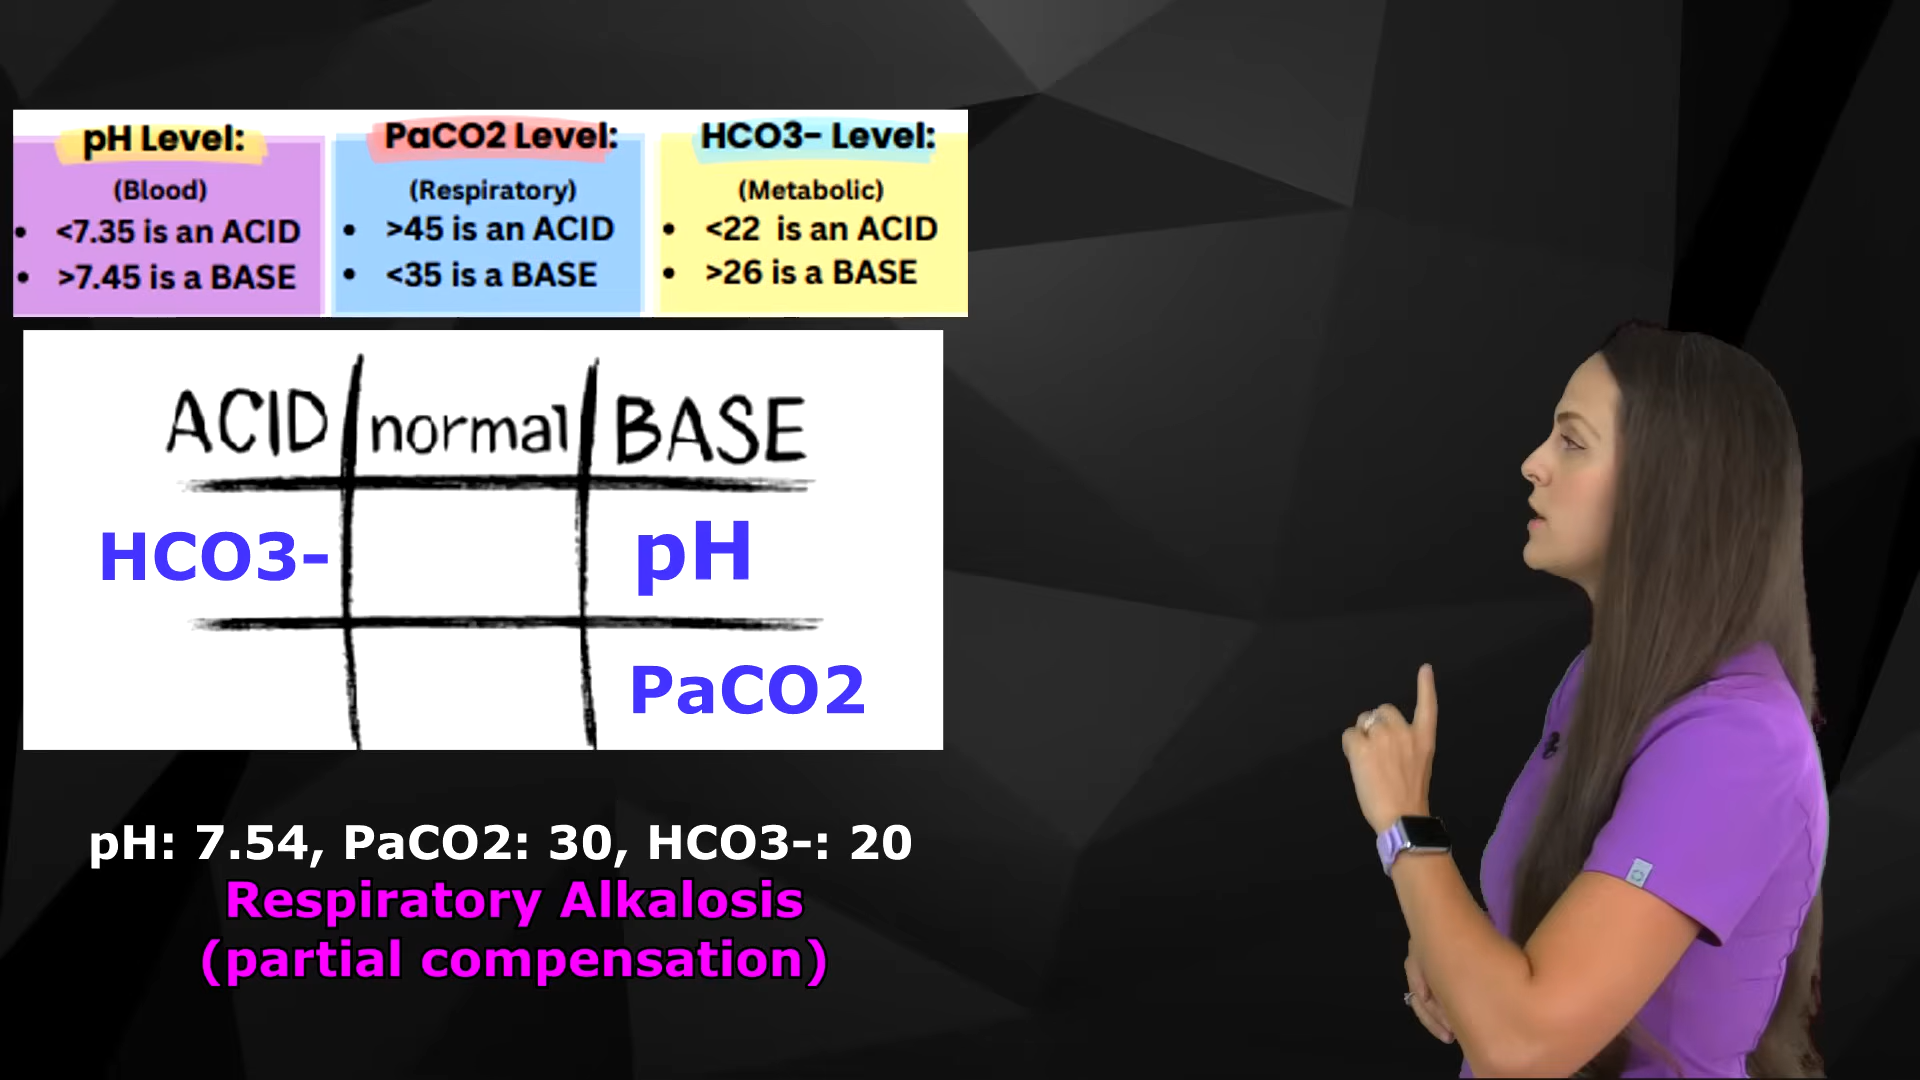 pH Level:
(Blood)
• <7.35 is an ACID
• >7.45 is a BASE
PaCO2 Level:
(Respiratory)
• >45 is an ACID
• <35 is a BASE
HCO3- Level:
(Metabolic)
• <22 is an ACID
• >26 is a BASE
ACID normal BASE
HCO3- pH
PaCO2
pH: 7.54, PaCO2: 30, HCO3-: 20
Respiratory Alkalosis
(partial compensation)